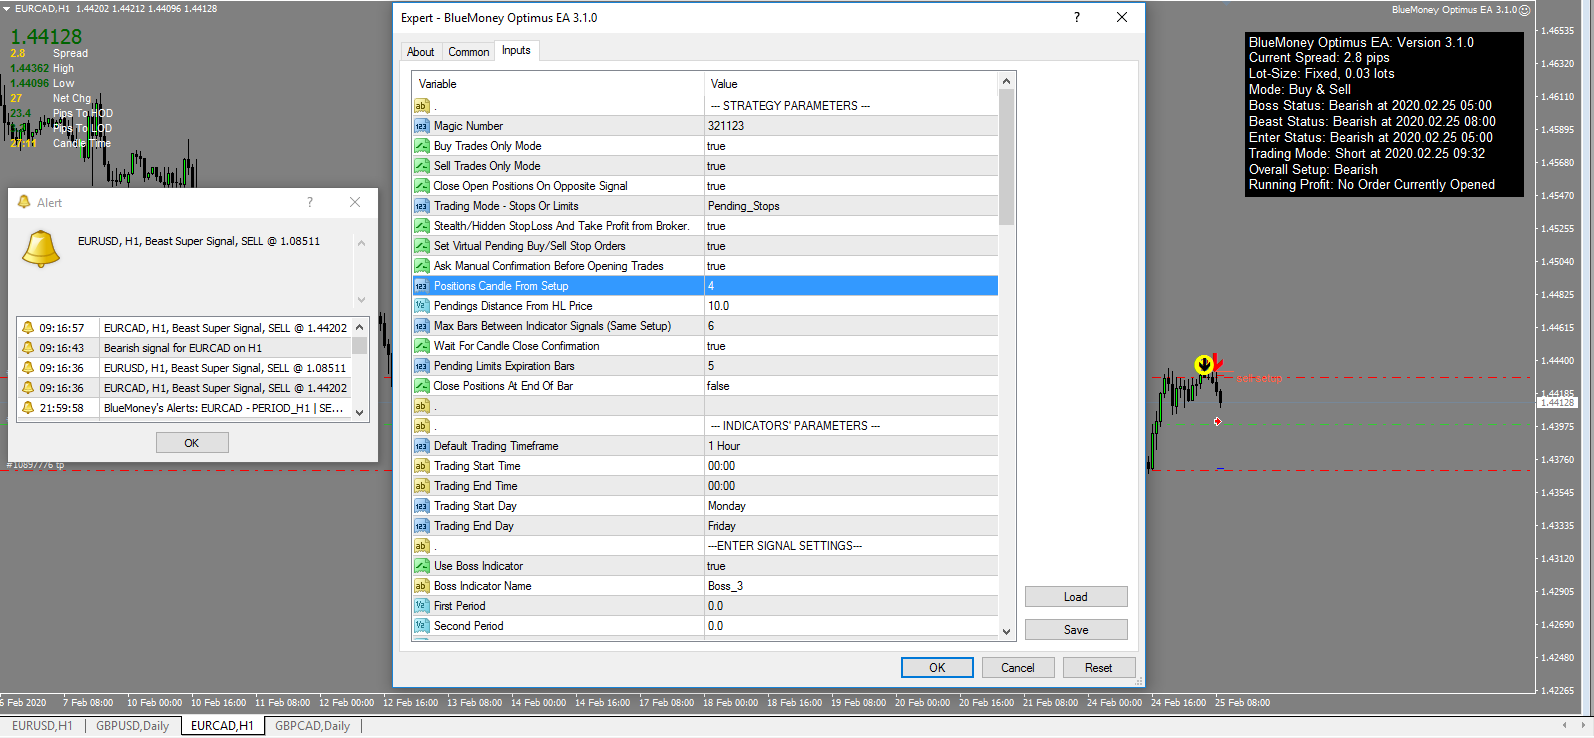 EURCAD,H1 1.44202 1.44212 1.44096 1.44128
1.44128
2.8 Spread
1.44362 High
1.44096 Low
27 Net Chg
23.4 Pips To HOD
Pips To LOD
27:11 Candle Time
Alert
EURUSD, H1, Beast Super Signal, SELL @ 1.08511
09:16:57 EURCAD, H1, Beast Super Signal, SELL @ 1.44202
09:16:43 Bearish signal for EURCAD on H1
09:16:36 EURUSD, H1, Beast Super Signal, SELL @ 1.08511
09:16:36 EURCAD, H1, Beast Super Signal, SELL @ 1.44202
21:59:58 BlueMoney's Alerts: EURCAD - PERIOD_H1 | SE...
OK
#10897776 tp
Expert - BlueMoney Optimus EA 3.1.0
About Common Inputs
Variable Value
. --- STRATEGY PARAMETERS ---
Magic Number 321123
Buy Trades Only Mode true
Sell Trades Only Mode true
Close Open Positions On Opposite Signal true
Trading Mode - Stops Or Limits Pending_Stops
Stealth/Hidden StopLoss And Take Profit from Broker. true
Set Virtual Pending Buy/Sell Stop Orders true
Ask Manual Confirmation Before Opening Trades true
Positions Candle From Setup 4
Pendings Distance From HL Price 10.0
Max Bars Between Indicator Signals (Same Setup) 6
Wait For Candle Close Confirmation true
Pending Limits Expiration Bars 5
Close Positions At End Of Bar false
.
. --- INDICATORS' PARAMETERS ---
Default Trading Timeframe 1 Hour
Trading Start Time 00:00
Trading End Time 00:00
Trading Start Day Monday
Trading End Day Friday
. ---ENTER SIGNAL SETTINGS---
Use Boss Indicator true
Boss Indicator Name Boss_3
First Period 0.0
Second Period 0.0
Load
Save
OK Cancel Reset
BlueMoney Optimus EA 3.1.0
BlueMoney Optimus EA: Version 3.1.0
Current Spread: 2.8 pips
Lot-Size: Fixed, 0.03 lots
Mode: Buy & Sell
Boss Status: Bearish at 2020.02.25 05:00
Beast Status: Bearish at 2020.02.25 08:00
Enter Status: Bearish at 2020.02.25 05:00
Trading Mode: Short at 2020.02.25 09:32
Overall Setup: Bearish
Running Profit: No Order Currently Opened
sell setup
1.46535
1.46320
1.46110
1.45895
1.45680
1.45470
1.45255
1.45040
1.44825
1.44615
1.44400
1.44185
1.44128
1.43975
1.43760
1.43545
1.43335
1.43120
1.42905
1.42690
1.42480
1.42265
6 Feb 2020 7 Feb 08:00 10 Feb 00:00 10 Feb 16:00 11 Feb 08:00 12 Feb 00:00 12 Feb 16:00 13 Feb 08:00 14 Feb 00:00 14 Feb 16:00 17 Feb 08:00 18 Feb 00:00 18 Feb 16:00 19 Feb 08:00 20 Feb 00:00 20 Feb 16:00 21 Feb 08:00 24 Feb 00:00 24 Feb 16:00 25 Feb 08:00
EURUSD,H1 GBPUSD,Daily EURCAD,H1 GBPCAD,Daily